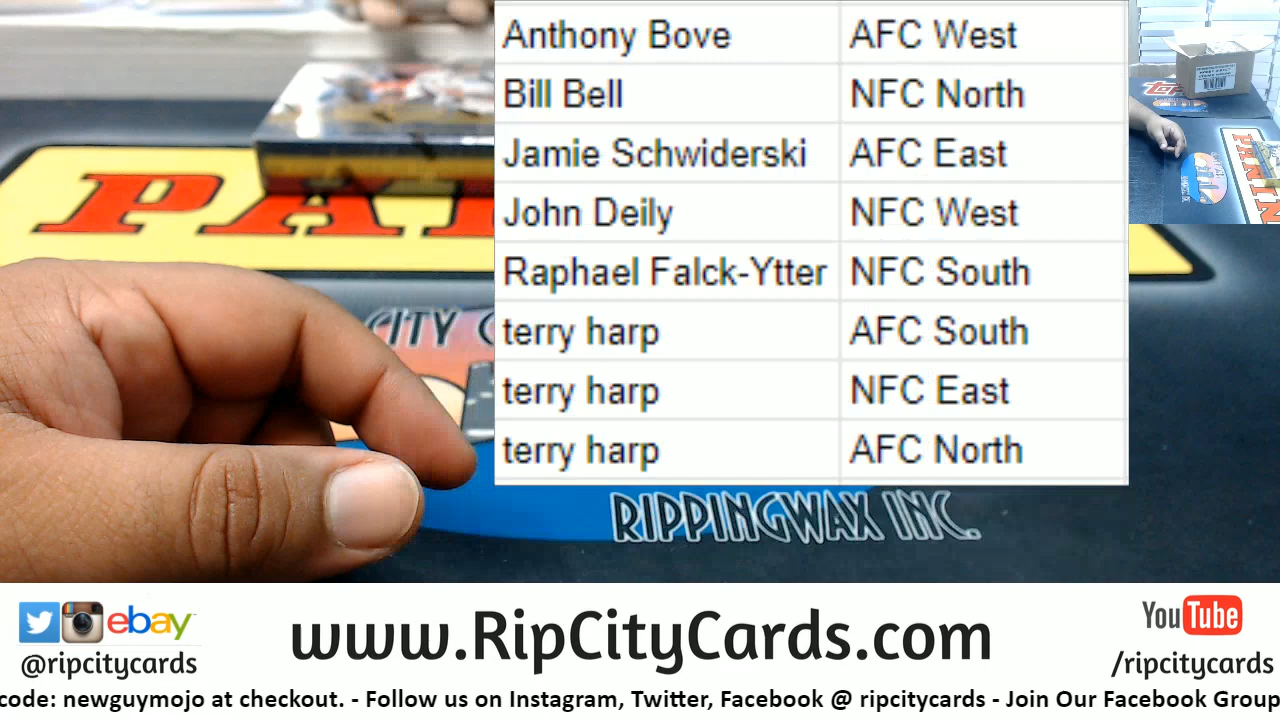 Anthony Bove AFC West
Bill Bell NFC North
Jamie Schwiderski AFC East
John Deily NFC West
Raphael Falck-Ytter NFC South
terry harp AFC South
terry harp NFC East
terry harp AFC North
CITY
RIPPINGWAX INC.
ebay
www.RipCityCards.com
YouTube
@ripcitycards
/ripcitycards
code: newguymojo at checkout. - Follow us on Instagram, Twitter, Facebook @ ripcitycards - Join Our Facebook Group